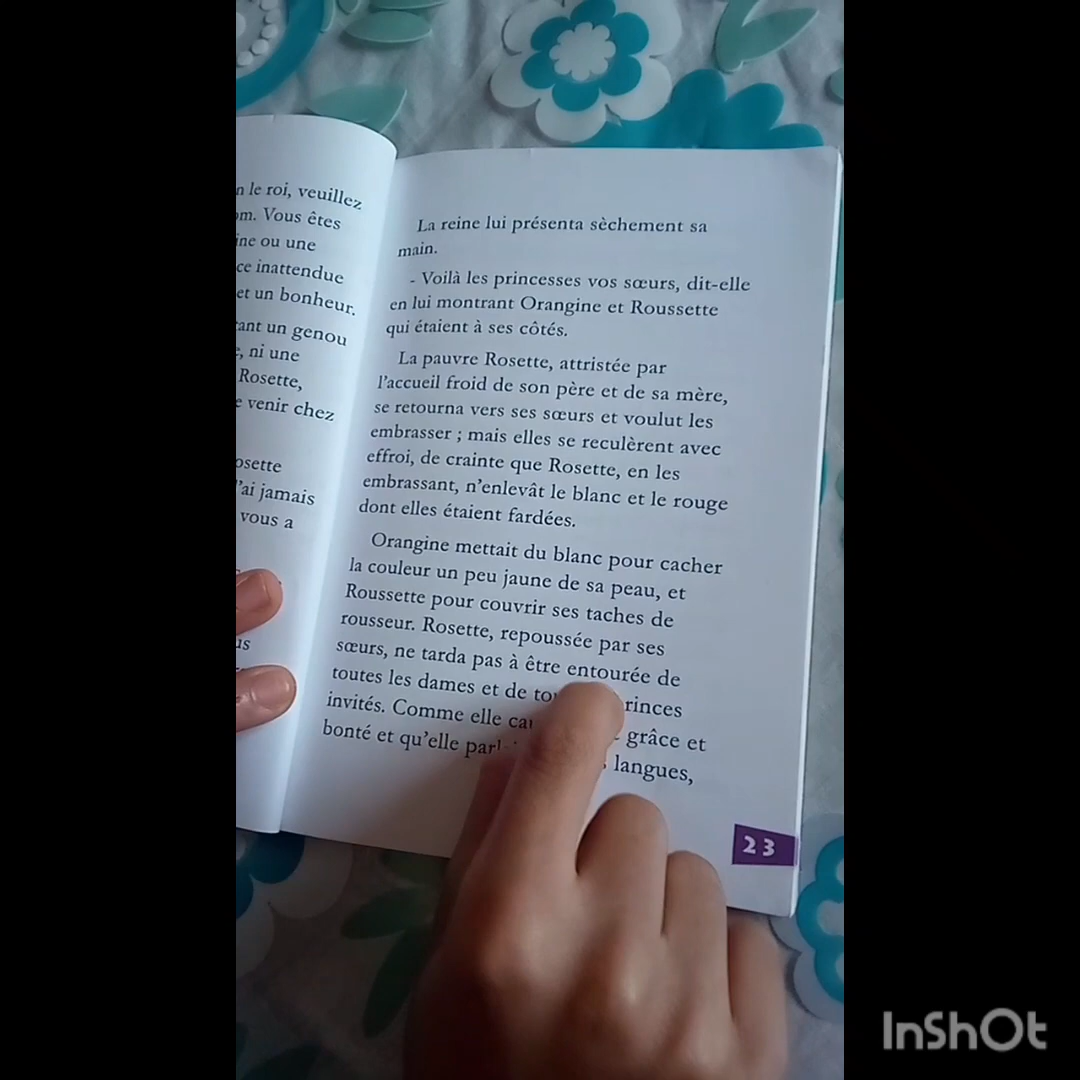 n le roi, veuillez
om. Vous êtes
ine ou une
ce inattendue
et un bonheur.
ant un genou
, ni une
Rosette,
e venir chez
osette
'ai jamais
vous a
us
La reine lui présenta sèchement sa
main.
- Voilà les princesses vos sœurs, dit-elle
en lui montrant Orangine et Roussette
qui étaient à ses côtés.
La pauvre Rosette, attristée par
l'accueil froid de son père et de sa mère,
se retourna vers ses sœurs et voulut les
embrasser ; mais elles se reculèrent avec
effroi, de crainte que Rosette, en les
embrassant, n'enlevât le blanc et le rouge
dont elles étaient fardées.
Orangine mettait du blanc pour cacher
la couleur un peu jaune de sa peau, et
Roussette pour couvrir ses taches de
rousseur. Rosette, repoussée par ses
sœurs, ne tarda pas à être entourée de
toutes les dames et de to rinces
invités. Comme elle cau grâce et
bonté et qu'elle parl langues,
23
InShOt